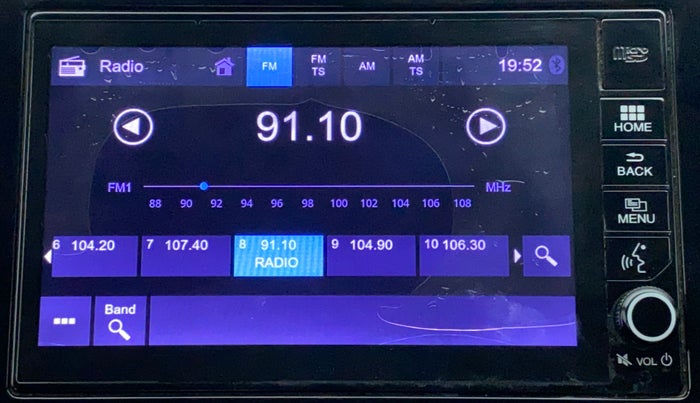 Radio FM FM TS AM AM TS 19:52
micro SD
91.10
FM1 MHz
88 90 92 94 96 98 100 102 104 106 108
6 104.20 7 107.40 8 91.10 RADIO 9 104.90 10 106.30
Band
HOME
BACK
MENU
VOL